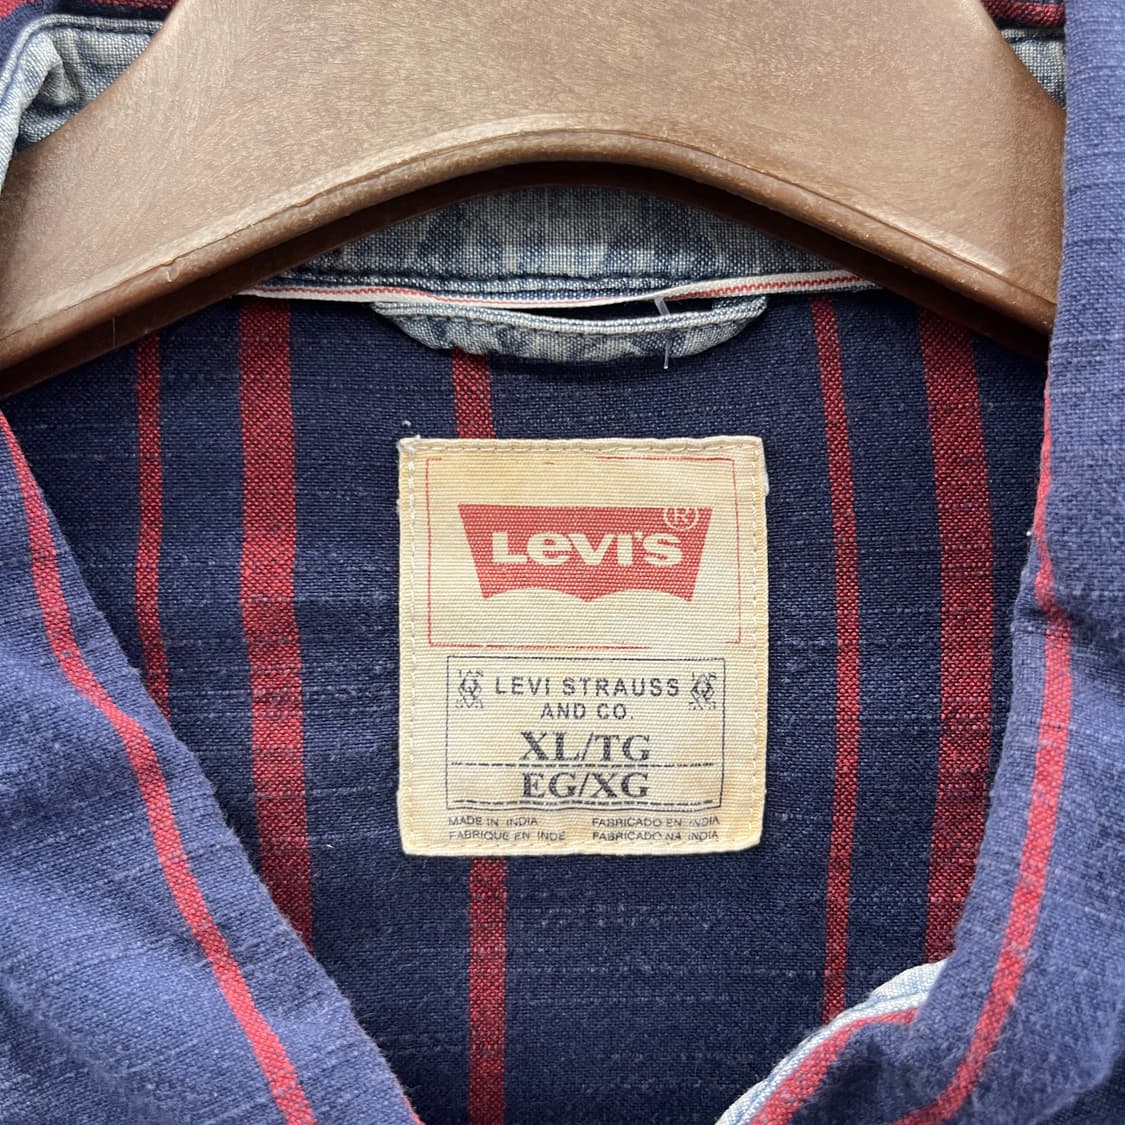 LEVI'S ®
LEVI STRAUSS
AND CO.
XL/TG
EG/XG
MADE IN INDIA FABRICADO EN INDIA
FABRIQUE EN INDE FABRICADO NA INDIA